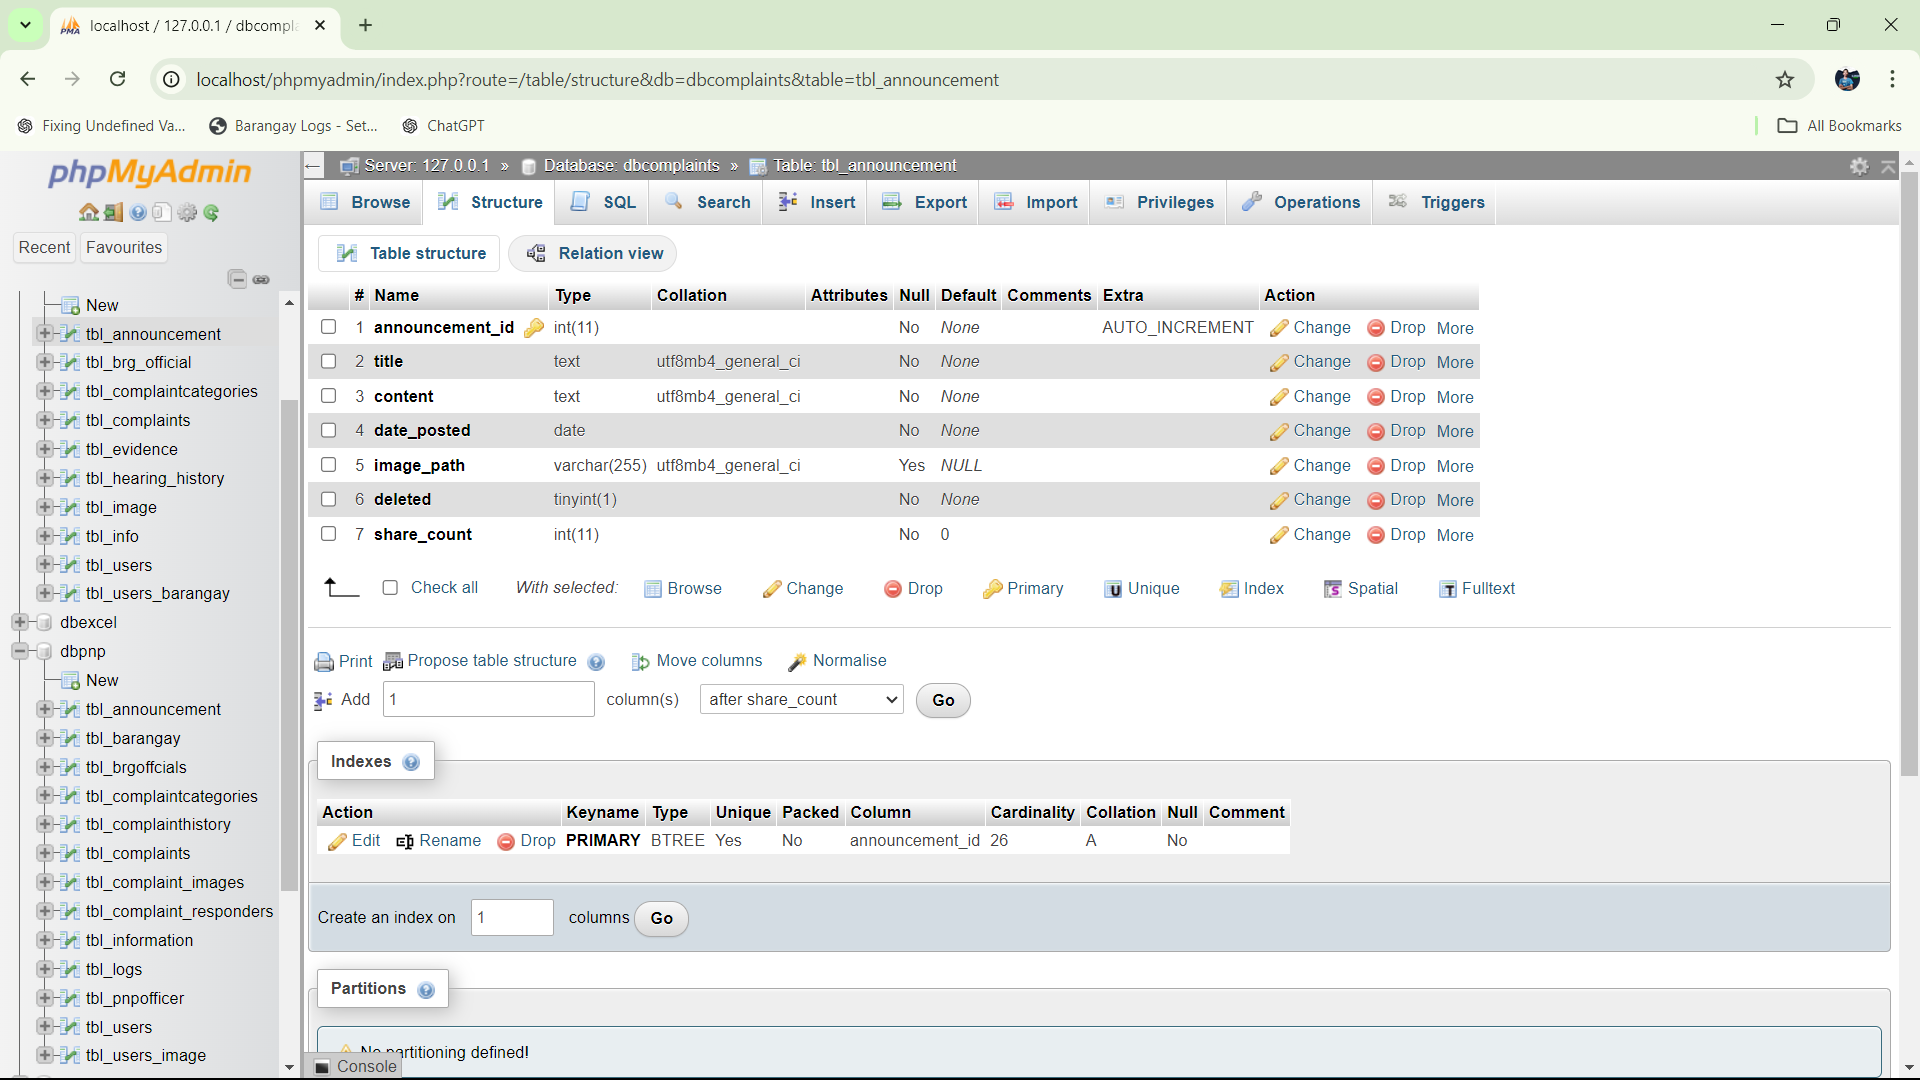 localhost / 127.0.0.1 / dbcompla
localhost/phpmyadmin/index.php?route=/table/structure&db=dbcomplaints&table=tbl_announcement
Fixing Undefined Va... Barangay Logs - Set... ChatGPT All Bookmarks
phpMyAdmin
Recent Favourites
New
tbl_announcement
tbl_brg_official
tbl_complaintcategories
tbl_complaints
tbl_evidence
tbl_hearing_history
tbl_image
tbl_info
tbl_users
tbl_users_barangay
dbexcel
dbpnp
New
tbl_announcement
tbl_barangay
tbl_brgoffcials
tbl_complaintcategories
tbl_complainthistory
tbl_complaints
tbl_complaint_images
tbl_complaint_responders
tbl_information
tbl_logs
tbl_pnpofficer
tbl_users
tbl_users_image
Server: 127.0.0.1 » Database: dbcomplaints » Table: tbl_announcement
Browse Structure SQL Search Insert Export Import Privileges Operations Triggers
Table structure Relation view
# Name Type Collation Attributes Null Default Comments Extra Action
1 announcement_id int(11) No None AUTO_INCREMENT Change Drop More
2 title text utf8mb4_general_ci No None Change Drop More
3 content text utf8mb4_general_ci No None Change Drop More
4 date_posted date No None Change Drop More
5 image_path varchar(255) utf8mb4_general_ci Yes NULL Change Drop More
6 deleted tinyint(1) No None Change Drop More
7 share_count int(11) No 0 Change Drop More
Check all With selected: Browse Change Drop Primary Unique Index Spatial Fulltext
Print Propose table structure Move columns Normalise
Add 1 column(s) after share_count Go
Indexes
Action Keyname Type Unique Packed Column Cardinality Collation Null Comment
Edit Rename Drop PRIMARY BTREE Yes No announcement_id 26 A No
Create an index on 1 columns Go
Partitions
No partitioning defined!
Console